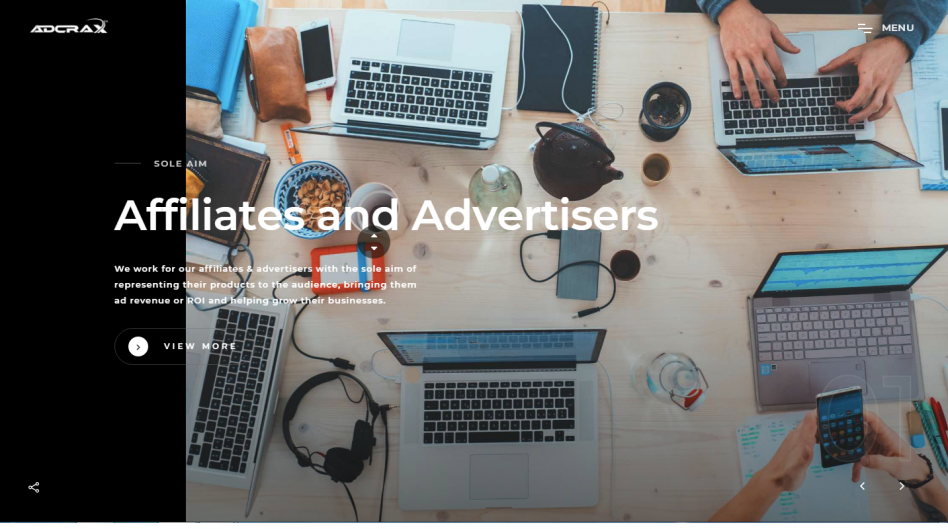 ADCRAX
MENU
SOLE AIM
Affiliates and Advertisers
We work for our affiliates & advertisers with the sole aim of
representing their products to the audience, bringing them
ad revenue or ROI and helping grow their businesses.
VIEW MORE
01